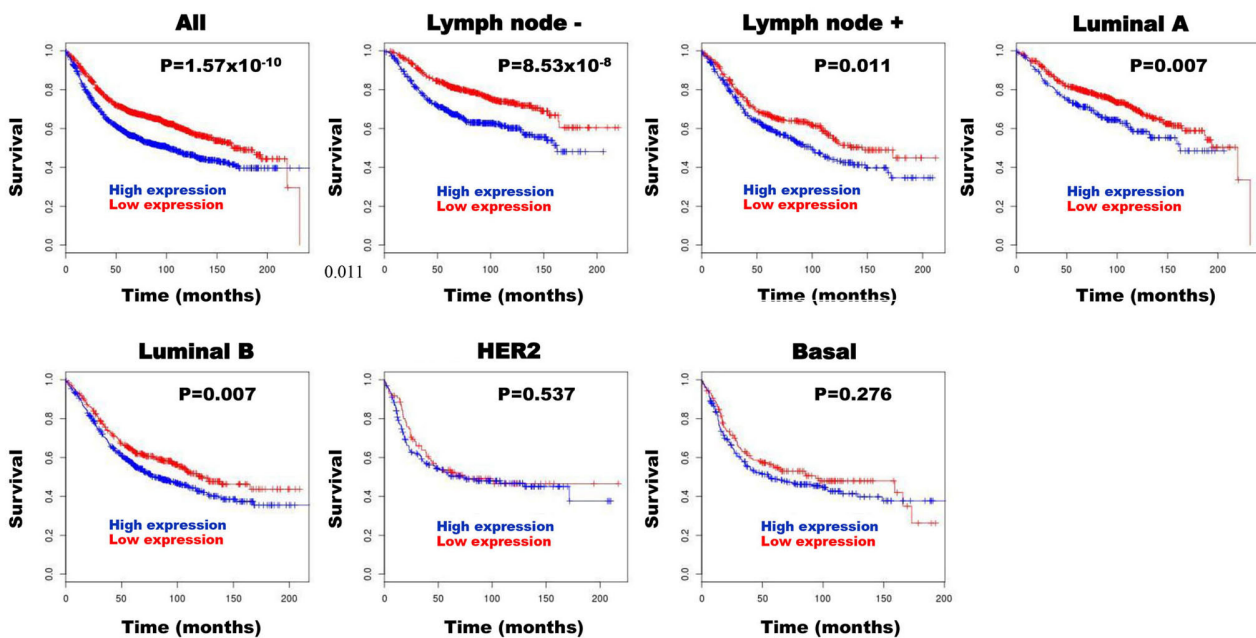 All
P=1.57x10-10
Survival
1.0
0.8
0.6
0.4
0.2
0.0
High expression
Low expression
0 50 100 150 200
Time (months)
Lymph node -
P=8.53x10-8
Survival
1.0
0.8
0.6
0.4
0.2
0.0
High expression
Low expression
0 50 100 150 200
0.011
Time (months)
Lymph node +
P=0.011
Survival
1.0
0.8
0.6
0.4
0.2
0.0
High expression
Low expression
0 50 100 150 200
Time (months)
Luminal A
P=0.007
Survival
1.0
0.8
0.6
0.4
0.2
0.0
High expression
Low expression
0 50 100 150 200
Time (months)
Luminal B
P=0.007
Survival
1.0
0.8
0.6
0.4
0.2
0.0
High expression
Low expression
0 50 100 150 200
Time (months)
HER2
P=0.537
Survival
1.0
0.8
0.6
0.4
0.2
0.0
High expression
Low expression
0 50 100 150 200
Time (months)
Basal
P=0.276
Survival
1.0
0.8
0.6
0.4
0.2
0.0
High expression
Low expression
0 50 100 150 200
Time (months)